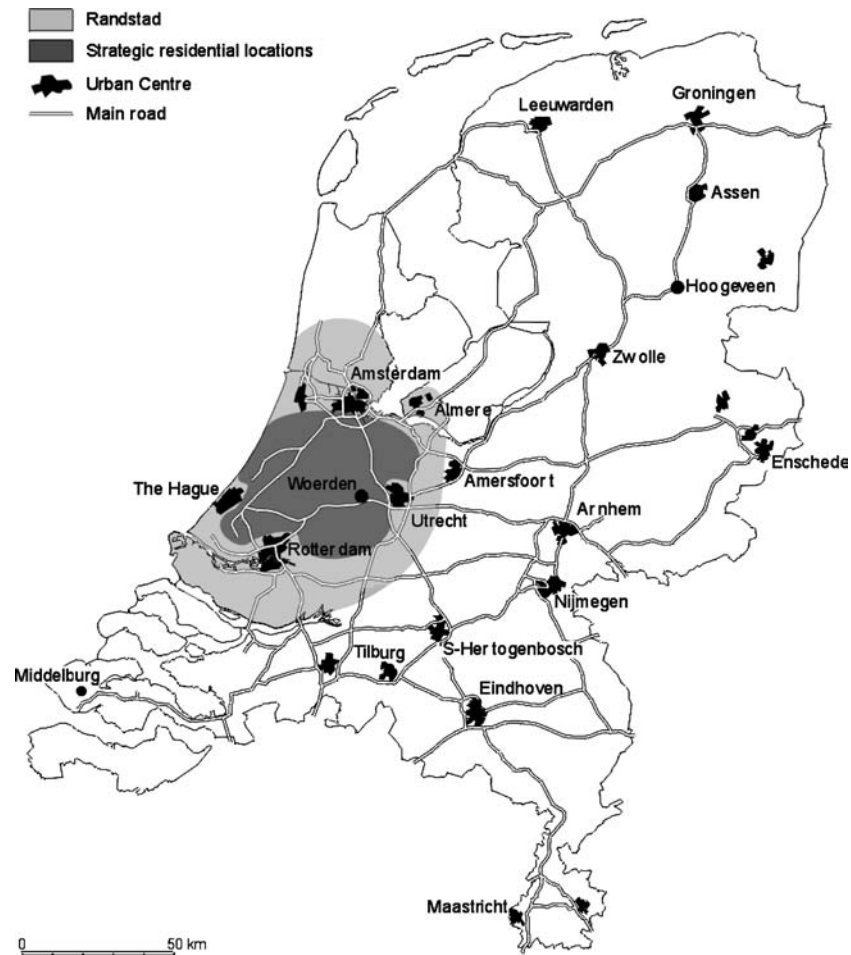 Randstad
Strategic residential locations
Urban Centre
Main road
Leeuwarden
Groningen
Assen
Hoogeveen
Zwolle
Amsterdam
Almere
Enschede
The Hague
Woerden
Amersfoort
Utrecht
Arnhem
Rotterdam
Nijmegen
S-Hertogenbosch
Tilburg
Middelburg
Eindhoven
Maastricht
0 50 km